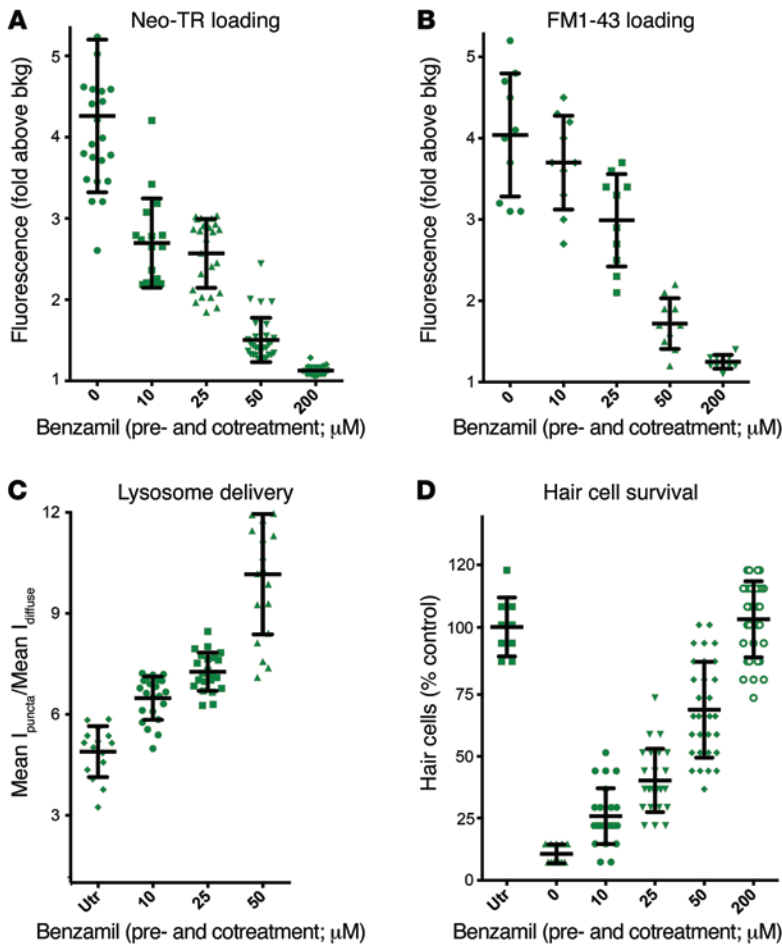 A
Neo-TR loading
Fluorescence (fold above bkg)
5
4
3
2
1
0
10
25
50
200
Benzamil (pre- and cotreatment; μM)
B
FM1-43 loading
Fluorescence (fold above bkg)
5
4
3
2
1
0
10
25
50
200
Benzamil (pre- and cotreatment; μM)
C
Lysosome delivery
Mean I puncta/Mean I diffuse
12
9
6
3
Utr
10
25
50
Benzamil (pre- and cotreatment; μM)
D
Hair cell survival
Hair cells (% control)
120
100
75
50
25
0
Utr
0
10
25
50
200
Benzamil (pre- and cotreatment; μM)